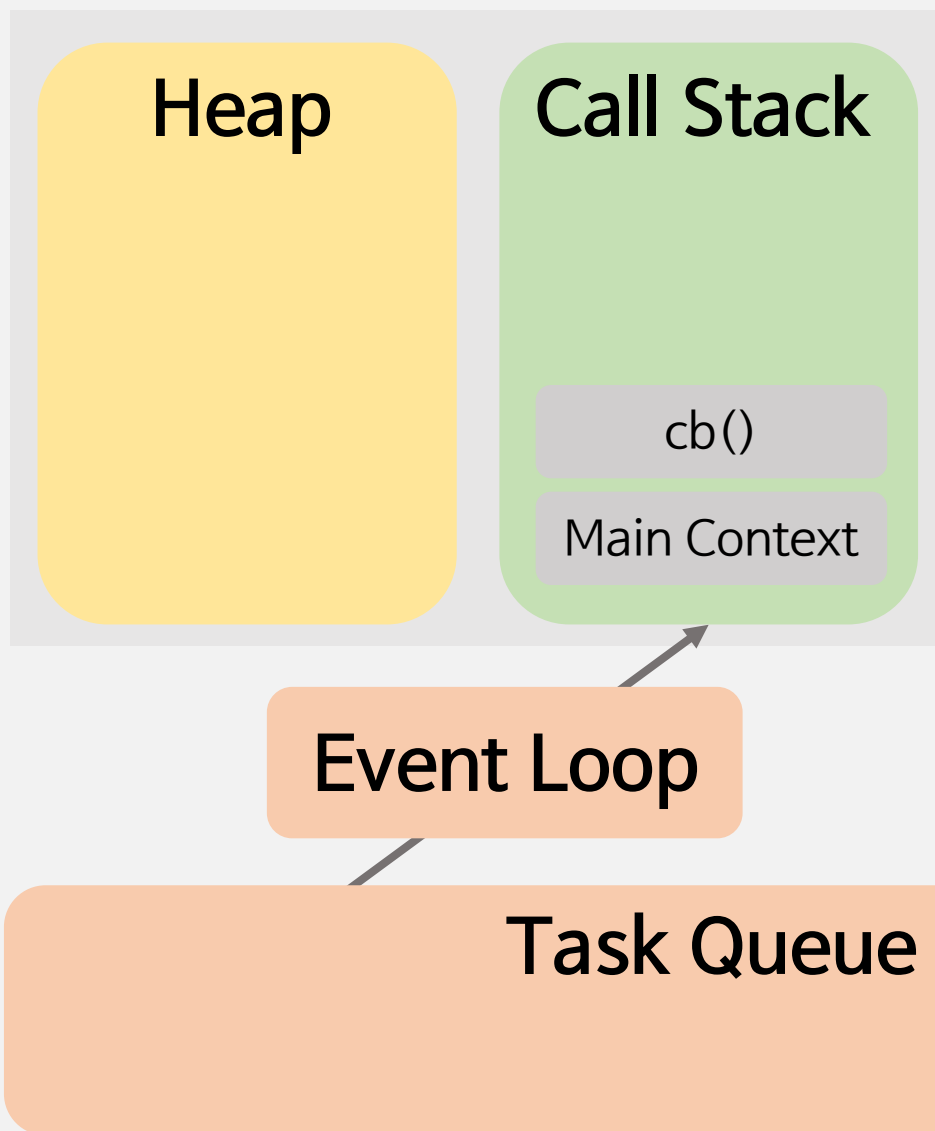 Heap
Call Stack
cb()
Main Context
Event Loop
Task Queue